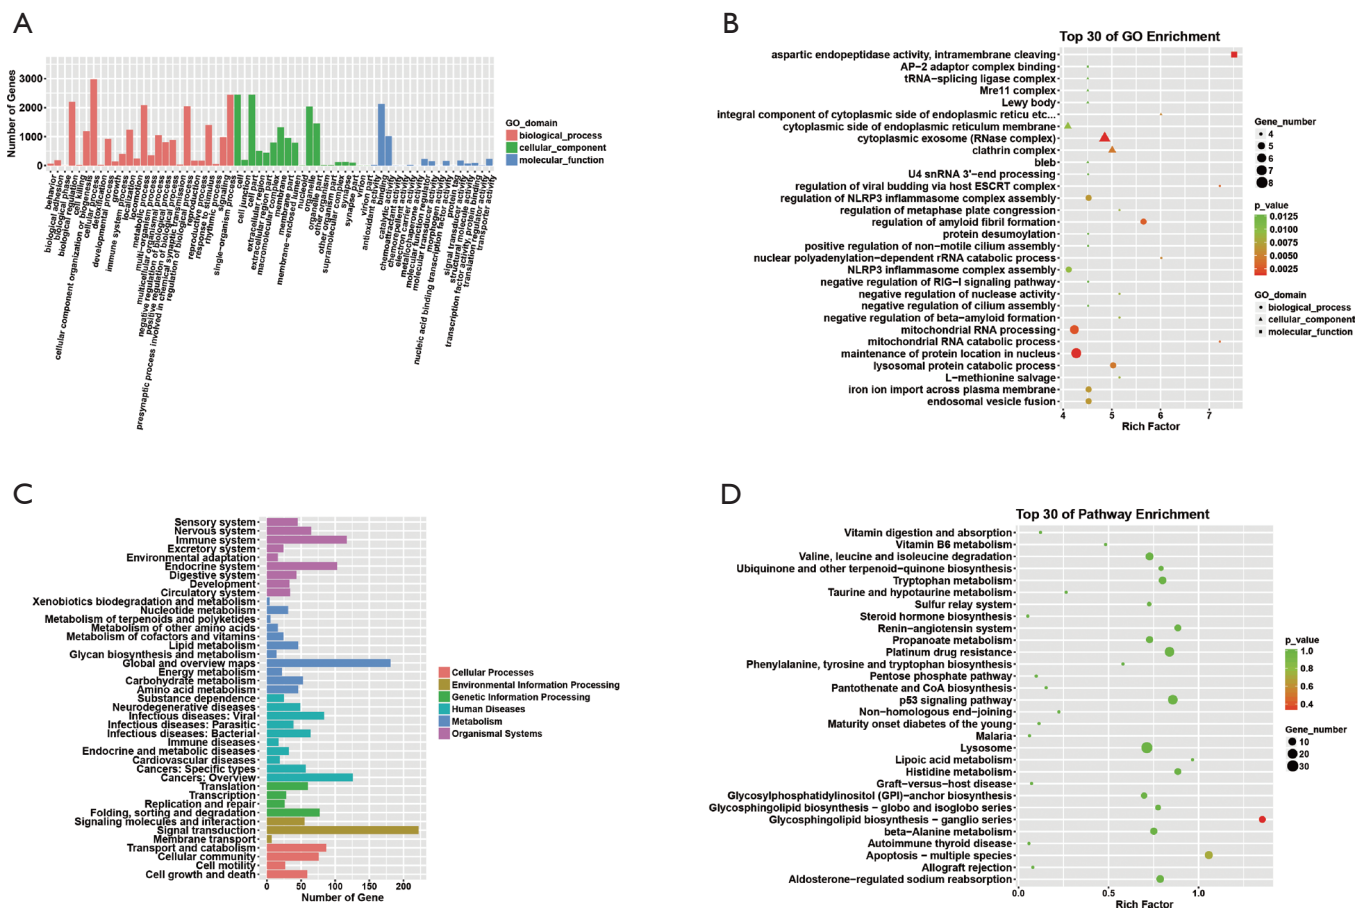 A
Number of Genes
3000
2000
1000
0
behavior
biological adhesion
biological phase
biological regulation
cell killing
cellular component organization or biogenesis
cellular process
detoxification
developmental process
growth
immune system process
localization
locomotion
metabolic process
multi-organism process
multicellular organismal process
negative regulation of biological process
positive regulation of biological process
presynaptic process involved in chemical synaptic transmission
regulation of biological process
reproduction
reproductive process
response to stimulus
rhythmic process
signaling
single-organism process
cell
cell junction
cell part
extracellular region
extracellular region part
macromolecular complex
membrane
membrane part
membrane-enclosed lumen
nucleoid
organelle
organelle part
other organism
other organism part
supramolecular complex
synapse
synapse part
virion
virion part
antioxidant activity
binding
catalytic activity
chemoattractant activity
chemorepellent activity
electron carrier activity
metallochaperone activity
molecular function regulator
molecular transducer activity
morphogen activity
nucleic acid binding transcription factor activity
protein tag
signal transducer activity
structural molecule activity
transcription factor activity, protein binding
translation regulator activity
transporter activity
GO_domain
biological_process
cellular_component
molecular_function
B
Top 30 of GO Enrichment
aspartic endopeptidase activity, intramembrane cleaving
AP-2 adaptor complex binding
tRNA-splicing ligase complex
Mre11 complex
Lewy body
integral component of cytoplasmic side of endoplasmic reticu etc...
cytoplasmic side of endoplasmic reticulum membrane
cytoplasmic exosome (RNase complex)
clathrin complex
bleb
U4 snRNA 3'-end processing
regulation of viral budding via host ESCRT complex
regulation of NLRP3 inflammasome complex assembly
regulation of metaphase plate congression
regulation of amyloid fibril formation
protein desumoylation
positive regulation of non-motile cilium assembly
nuclear polyadenylation-dependent rRNA catabolic process
NLRP3 inflammasome complex assembly
negative regulation of RIG-I signaling pathway
negative regulation of nuclease activity
negative regulation of cilium assembly
negative regulation of beta-amyloid formation
mitochondrial RNA processing
mitochondrial RNA catabolic process
maintenance of protein location in nucleus
lysosomal protein catabolic process
L-methionine salvage
iron ion import across plasma membrane
endosomal vesicle fusion
4 5 6 7
Rich Factor
Gene_number
4
5
6
7
8
p_value
0.0125
0.0100
0.0075
0.0050
0.0025
GO_domain
biological_process
cellular_component
molecular_function
C
Sensory system
Nervous system
Immune system
Excretory system
Environmental adaptation
Endocrine system
Digestive system
Development
Circulatory system
Xenobiotics biodegradation and metabolism
Nucleotide metabolism
Metabolism of terpenoids and polyketides
Metabolism of other amino acids
Metabolism of cofactors and vitamins
Lipid metabolism
Glycan biosynthesis and metabolism
Global and overview maps
Energy metabolism
Carbohydrate metabolism
Amino acid metabolism
Substance dependence
Neurodegenerative diseases
Infectious diseases: Viral
Infectious diseases: Parasitic
Infectious diseases: Bacterial
Immune diseases
Endocrine and metabolic diseases
Cardiovascular diseases
Cancers: Specific types
Cancers: Overview
Translation
Transcription
Replication and repair
Folding, sorting and degradation
Signaling molecules and interaction
Signal transduction
Membrane transport
Transport and catabolism
Cellular community
Cell motility
Cell growth and death
0 50 100 150 200
Number of Gene
Cellular Processes
Environmental Information Processing
Genetic Information Processing
Human Diseases
Metabolism
Organismal Systems
D
Top 30 of Pathway Enrichment
Vitamin digestion and absorption
Vitamin B6 metabolism
Valine, leucine and isoleucine degradation
Ubiquinone and other terpenoid-quinone biosynthesis
Tryptophan metabolism
Taurine and hypotaurine metabolism
Sulfur relay system
Steroid hormone biosynthesis
Renin-angiotensin system
Propanoate metabolism
Platinum drug resistance
Phenylalanine, tyrosine and tryptophan biosynthesis
Pentose phosphate pathway
Pantothenate and CoA biosynthesis
p53 signaling pathway
Non-homologous end-joining
Maturity onset diabetes of the young
Malaria
Lysosome
Lipoic acid metabolism
Histidine metabolism
Graft-versus-host disease
Glycosylphosphatidylinositol (GPI)-anchor biosynthesis
Glycosphingolipid biosynthesis - globo and isoglobo series
Glycosphingolipid biosynthesis - ganglio series
beta-Alanine metabolism
Autoimmune thyroid disease
Apoptosis - multiple species
Allograft rejection
Aldosterone-regulated sodium reabsorption
0.0 0.5 1.0
Rich Factor
p_value
1.0
0.8
0.6
0.4
Gene_number
10
20
30